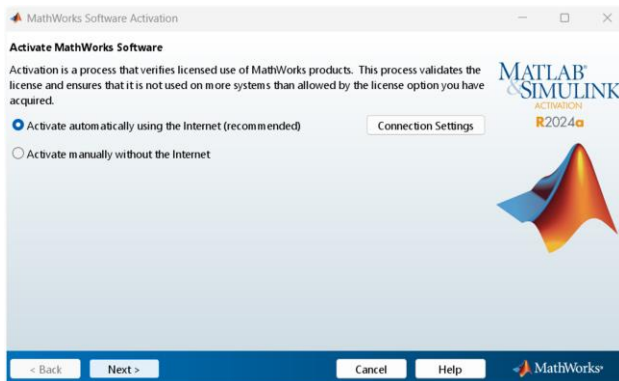 MathWorks Software Activation
Activate MathWorks Software
Activation is a process that verifies licensed use of MathWorks products. This process validates the
license and ensures that it is not used on more systems than allowed by the license option you have
acquired.
Activate automatically using the Internet (recommended)
Connection Settings
Activate manually without the Internet
MATLAB®
&SIMULINK
ACTIVATION
R2024a
< Back
Next >
Cancel
Help
MathWorks®